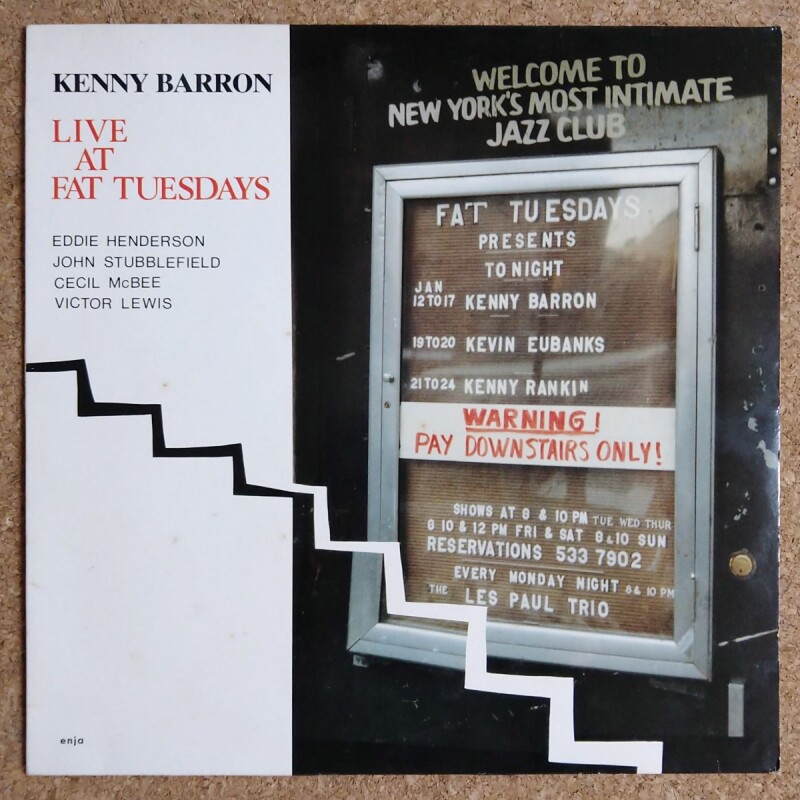 KENNY BARRON
LIVE
AT
FAT TUESDAYS
EDDIE HENDERSON
JOHN STUBBLEFIELD
CECIL McBEE
VICTOR LEWIS
enja
WELCOME TO
NEW YORK'S MOST INTIMATE
JAZZ CLUB
FAT TUESDAYS
PRESENTS
TONIGHT
JAN
12 TO 17 KENNY BARRON
19 TO 20 KEVIN EUBANKS
21 TO 24 KENNY RANKIN
WARNING!
PAY DOWNSTAIRS ONLY!
SHOWS AT 8 & 10 PM TUE WED THUR
8 10 & 12 PM FRI & SAT 8 & 10 SUN
RESERVATIONS 533 7902
EVERY MONDAY NIGHT 8 & 10 PM
THE LES PAUL TRIO